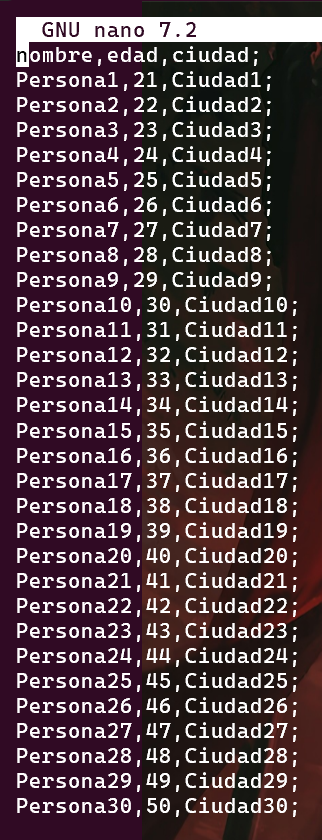 GNU nano 7.2
nombre,edad,ciudad;
Persona1,21,Ciudad1;
Persona2,22,Ciudad2;
Persona3,23,Ciudad3;
Persona4,24,Ciudad4;
Persona5,25,Ciudad5;
Persona6,26,Ciudad6;
Persona7,27,Ciudad7;
Persona8,28,Ciudad8;
Persona9,29,Ciudad9;
Persona10,30,Ciudad10;
Persona11,31,Ciudad11;
Persona12,32,Ciudad12;
Persona13,33,Ciudad13;
Persona14,34,Ciudad14;
Persona15,35,Ciudad15;
Persona16,36,Ciudad16;
Persona17,37,Ciudad17;
Persona18,38,Ciudad18;
Persona19,39,Ciudad19;
Persona20,40,Ciudad20;
Persona21,41,Ciudad21;
Persona22,42,Ciudad22;
Persona23,43,Ciudad23;
Persona24,44,Ciudad24;
Persona25,45,Ciudad25;
Persona26,46,Ciudad26;
Persona27,47,Ciudad27;
Persona28,48,Ciudad28;
Persona29,49,Ciudad29;
Persona30,50,Ciudad30;